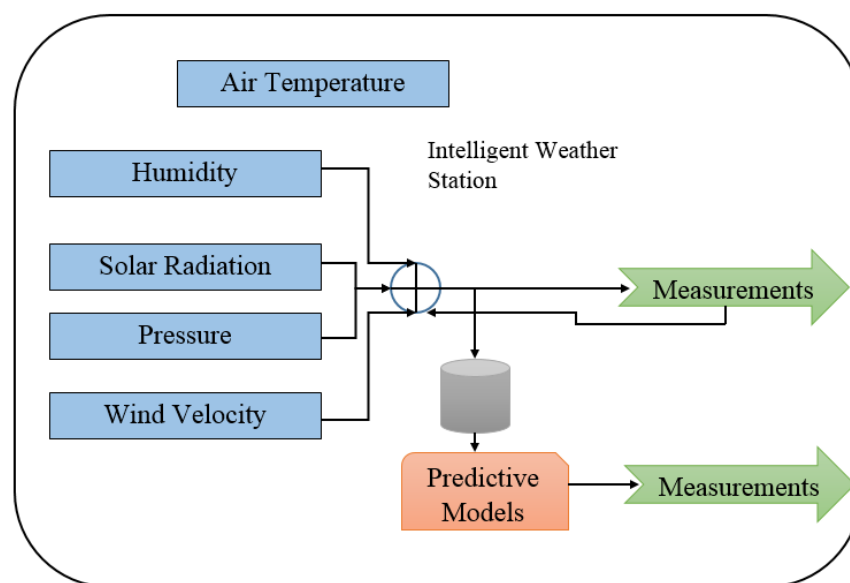 Air Temperature
Humidity
Intelligent Weather
Station
Solar Radiation
Measurements
Pressure
Wind Velocity
Predictive
Models
Measurements